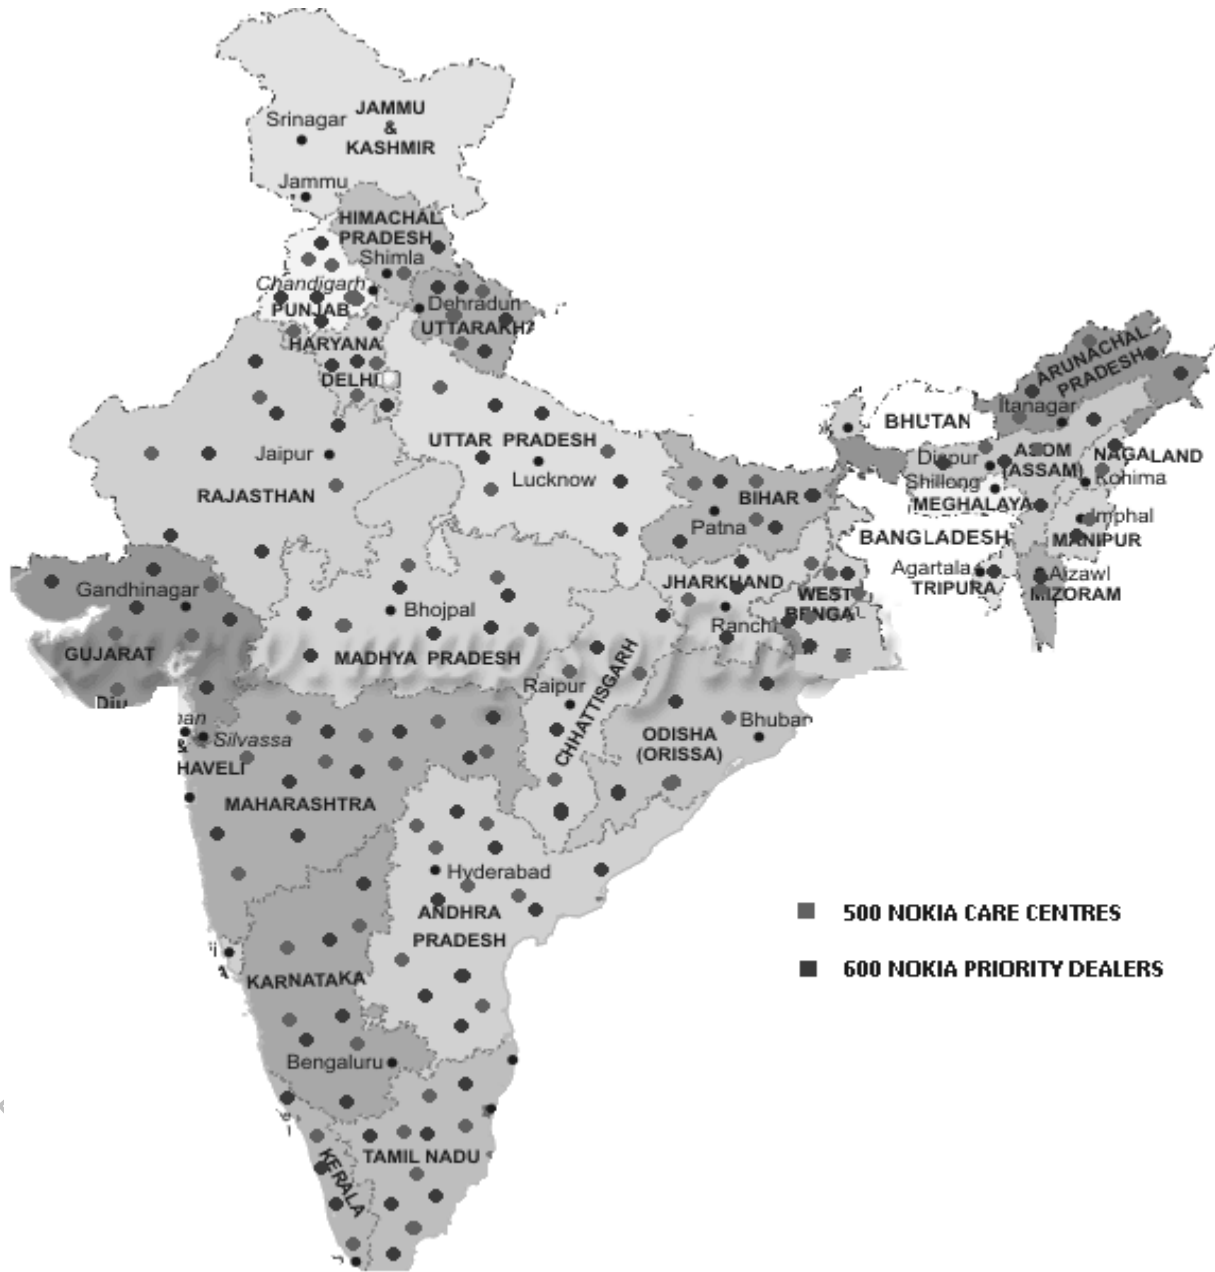 JAMMU
&
KASHMIR
Srinagar
Jammu
HIMACHAL
PRADESH
Shimla
Chandigarh
PUNJAB
Dehradun
UTTARAKH
HARYANA
DELHI
ARUNACHAL
PRADESH
Itanagar
BHUTAN
UTTAR PRADESH
Lucknow
Jaipur
RAJASTHAN
Dispur
ASOM
(ASSAM)
NAGALAND
Kohima
Shillong
MEGHALAYA
BIHAR
Patna
Imphal
MANIPUR
BANGLADESH
Agartala
TRIPURA
Aizawl
MIZORAM
JHARKHAND
Ranchi
WEST
BENGA
Gandhinagar
GUJARAT
Diu
Bhojpal
MADHYA PRADESH
Raipur
CHHATTISGARH
ODISHA
(ORISSA)
Bhubar
man
&
Silvassa
HAVELI
MAHARASHTRA
Hyderabad
ANDHRA
PRADESH
500 NOKIA CARE CENTRES
600 NOKIA PRIORITY DEALERS
KARNATAKA
Bengaluru
TAMIL NADU
KERALA